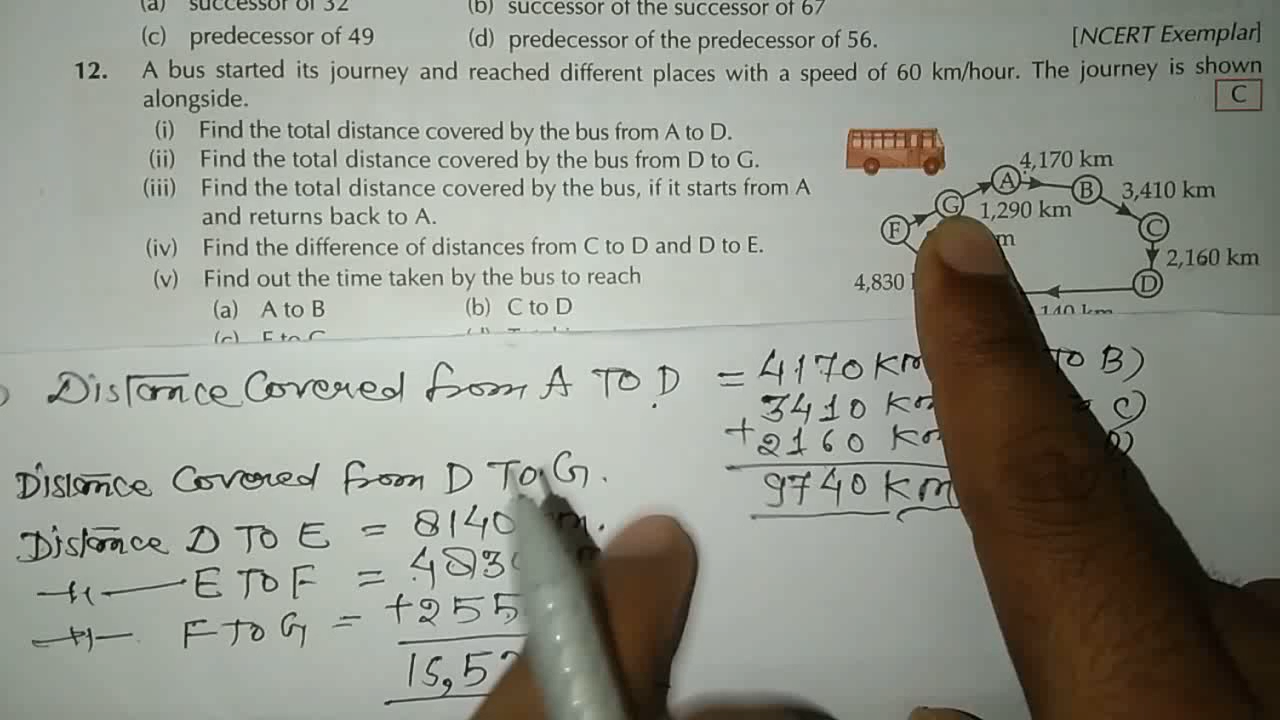 (a) successor of 32 (b) successor of the successor of 67
(c) predecessor of 49 (d) predecessor of the predecessor of 56. [NCERT Exemplar]
12. A bus started its journey and reached different places with a speed of 60 km/hour. The journey is shown
alongside. C
(i) Find the total distance covered by the bus from A to D.
(ii) Find the total distance covered by the bus from D to G.
(iii) Find the total distance covered by the bus, if it starts from A
and returns back to A.
(iv) Find the difference of distances from C to D and D to E.
(v) Find out the time taken by the bus to reach
(a) A to B (b) C to D
4,170 km
A B 3,410 km
G 1,290 km
F C
2,160 km
4,830 D
Distance Covered from A TO D = 4170 Km TO B)
3410 Km C)
+2160 Km
9740 Km
Distance Covered from D TO G.
Distance D TO E = 8140
E TO F = 483
F TO G = +255
15,52